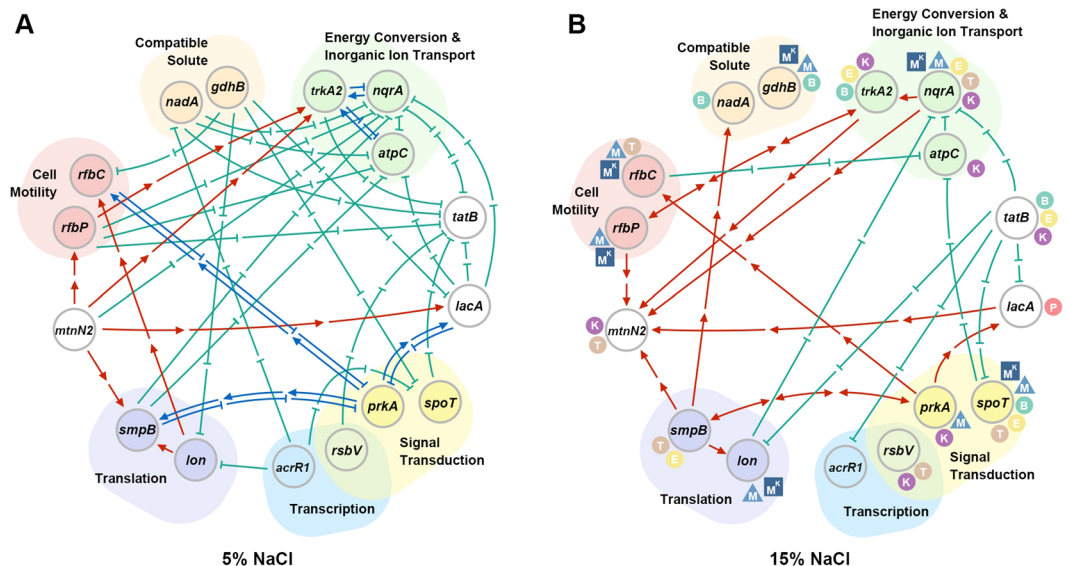 A
Energy Conversion &
Inorganic Ion Transport
Compatible
Solute
nadA
gdhB
trkA2
nqrA
atpC
Cell
Motility
rfbC
rfbP
tatB
lacA
mtnN2
smpB
lon
Translation
acrR1
rsbV
Transcription
prkA
spoT
Signal
Transduction
5% NaCl
B
Energy Conversion &
Inorganic Ion Transport
Compatible
Solute
M K
M
B
gdhB
B
nadA
K
E
B
trkA2
M K
M
E
T
K
nqrA
atpC
K
M
T
M K
rfbC
Cell
Motility
rfbP
M
M K
tatB
B
E
K
lacA
P
K
T
mtnN2
smpB
T
E
lon
M
M K
Translation
acrR1
rsbV
K
T
Transcription
prkA
M
K
spoT
M K
M
B
E
T
Signal
Transduction
15% NaCl